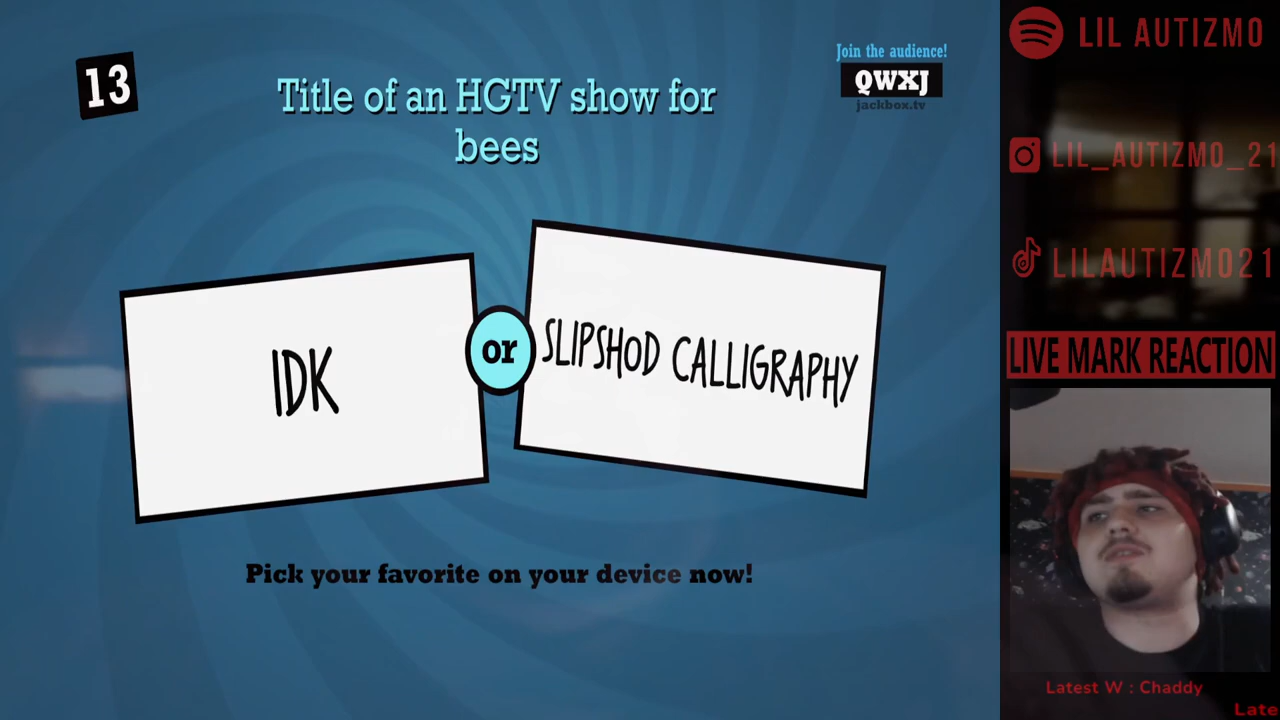 13
Title of an HGTV show for
bees
Join the audience!
QWXJ
jackbox.tv
IDK
or
SLIPSHOD CALLIGRAPHY
Pick your favorite on your device now!
LIL AUTIZMO
LIL_AUTIZMO_21
LILAUTIZMO21
LIVE MARK REACTION
Latest W : Chaddy
Late